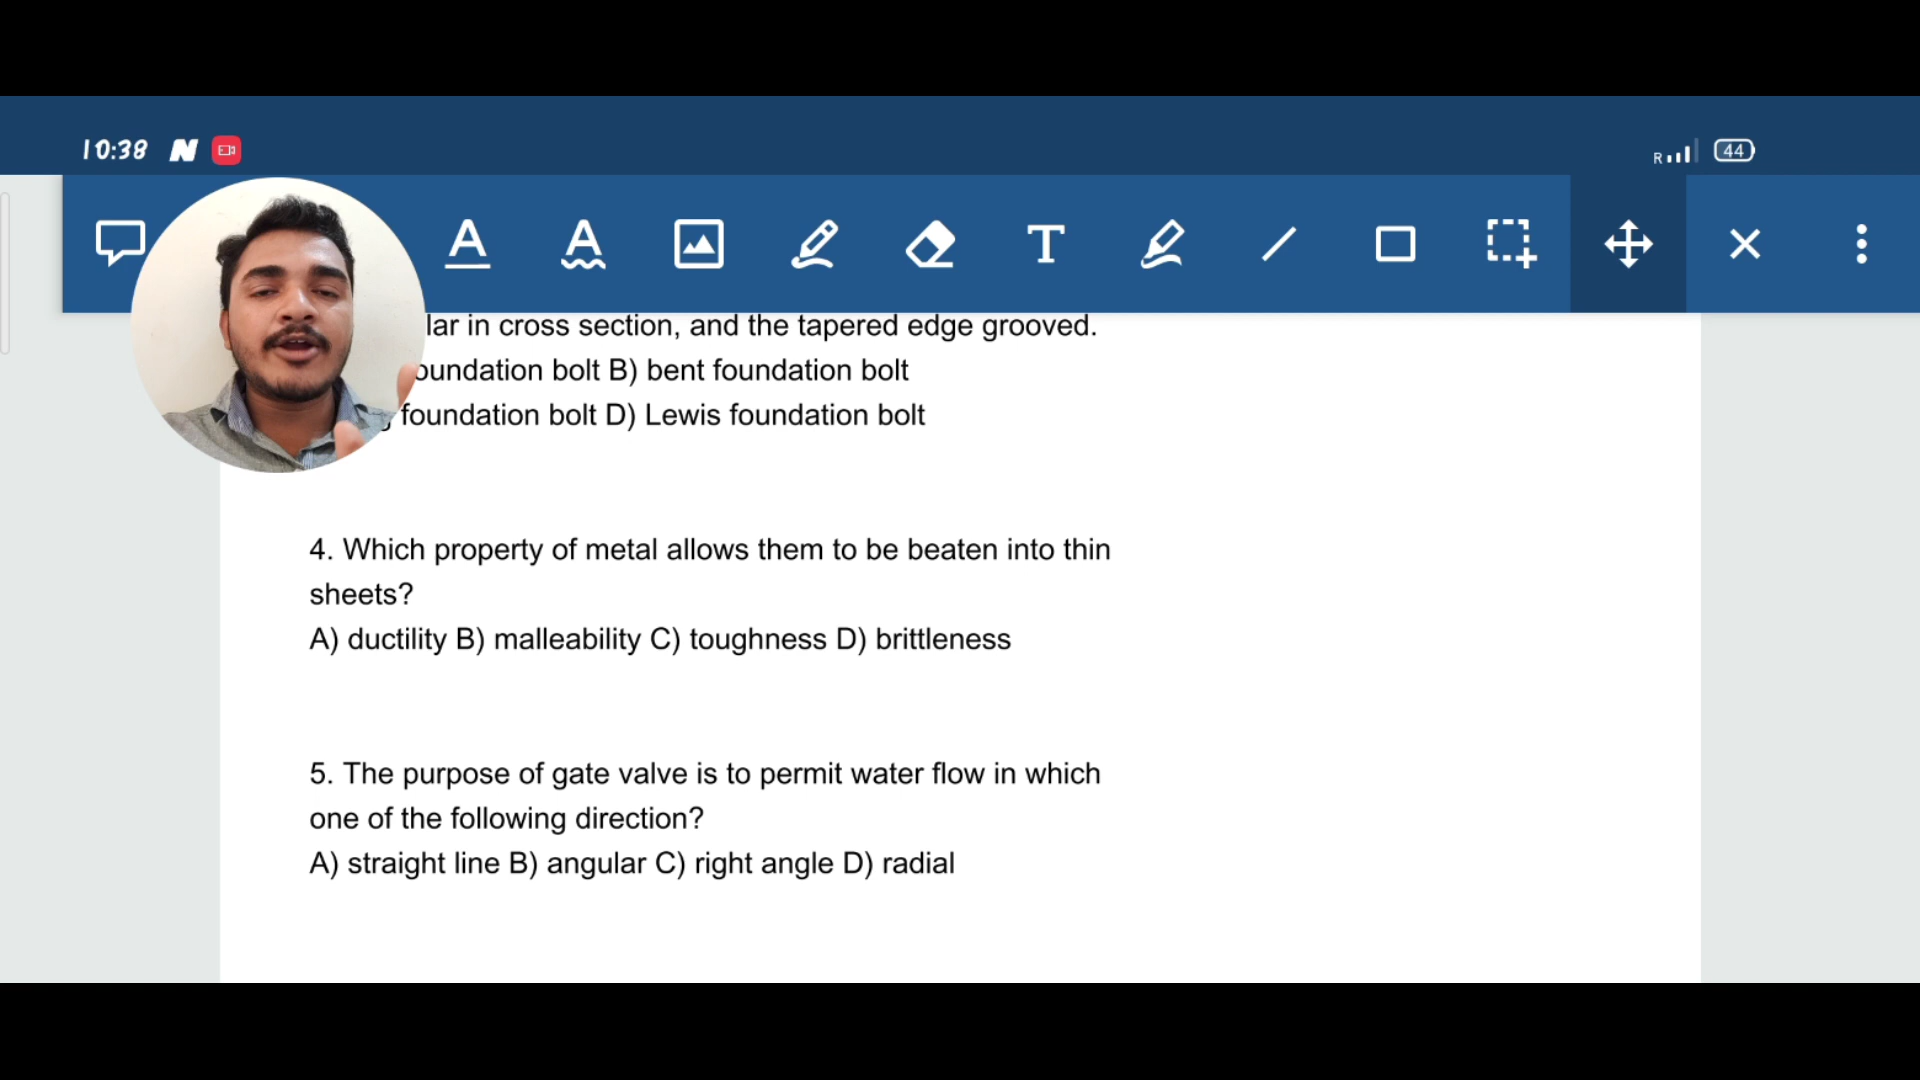 10:38
44
lar in cross section, and the tapered edge grooved.
oundation bolt B) bent foundation bolt
foundation bolt D) Lewis foundation bolt
4. Which property of metal allows them to be beaten into thin
sheets?
A) ductility B) malleability C) toughness D) brittleness
5. The purpose of gate valve is to permit water flow in which
one of the following direction?
A) straight line B) angular C) right angle D) radial